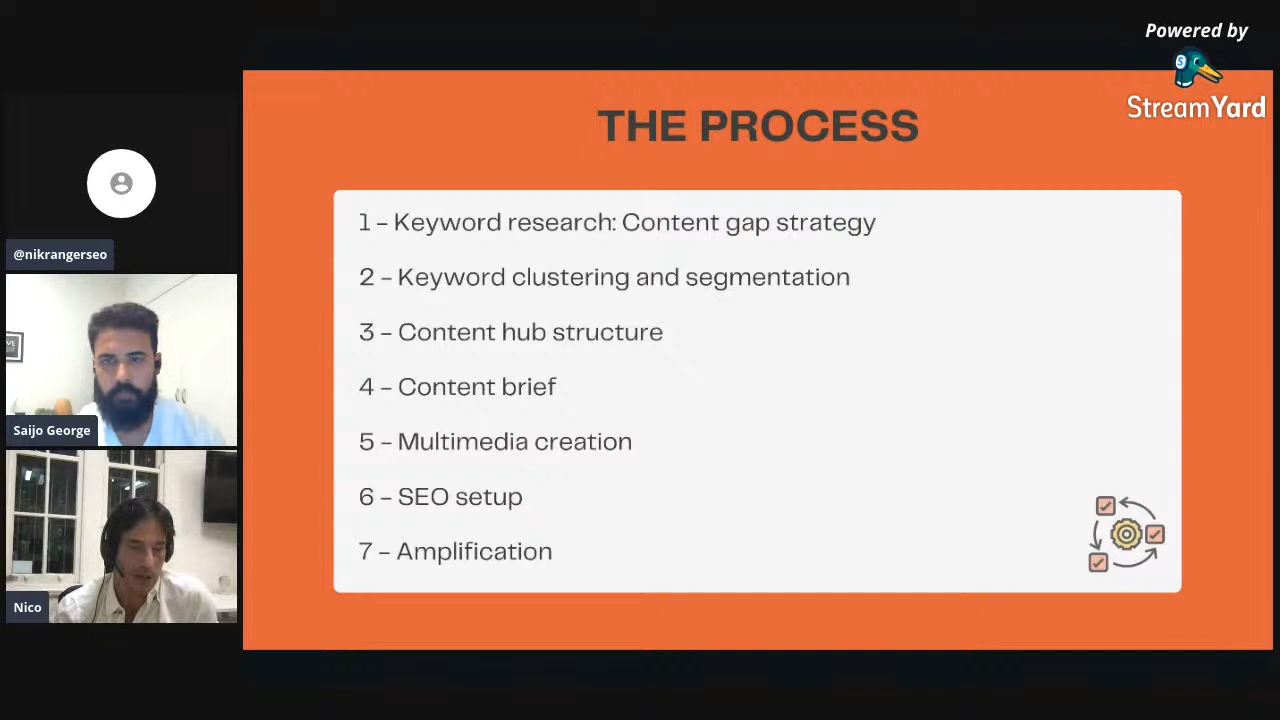 Powered by
StreamYard
THE PROCESS
1 – Keyword research: Content gap strategy
2 – Keyword clustering and segmentation
3 – Content hub structure
4 – Content brief
5 – Multimedia creation
6 – SEO setup
7 – Amplification
@nikrangerseo
Saijo George
Nico